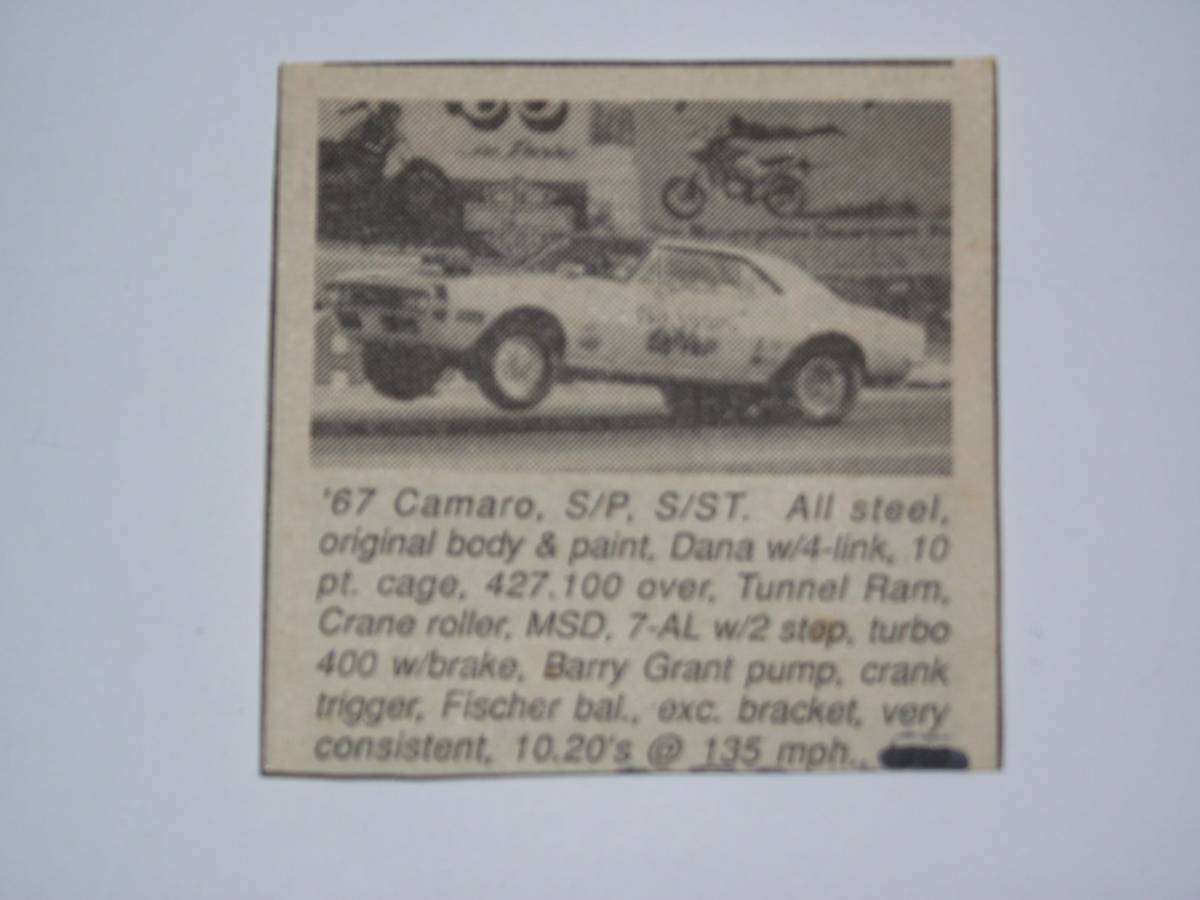 '67 Camaro, S/P, S/ST. All steel,
original body & paint, Dana w/4-link, 10
pt. cage, 427.100 over, Tunnel Ram,
Crane roller, MSD, 7-AL w/2 stop, turbo
400 w/brake, Barry Grant pump, crank
trigger, Fischer bal., exc. bracket, very
consistent, 10.20's @ 135 mph.,